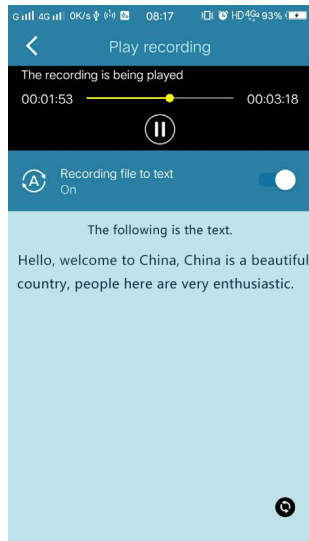 G 4G 0K/s 08:17 HD 4G 93%
Play recording
The recording is being played
00:01:53 00:03:18
A Recording file to text
On
The following is the text.
Hello, welcome to China, China is a beautiful
country, people here are very enthusiastic.